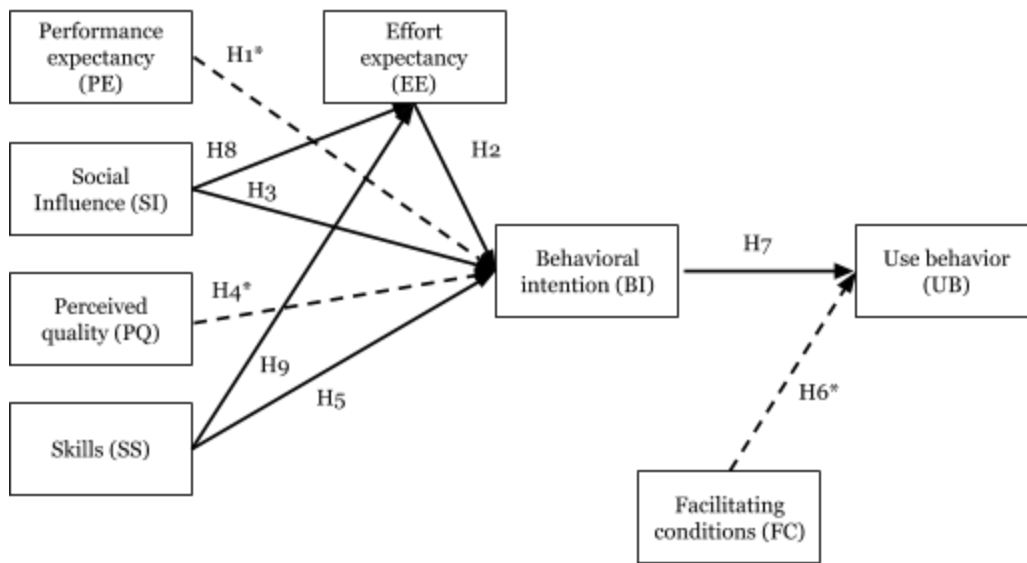 Performance
expectancy
(PE)
H1*
Effort
expectancy
(EE)
Social
Influence (SI)
H8
H3
H2
Perceived
quality (PQ)
H4*
Behavioral
intention (BI)
H7
Use behavior
(UB)
Skills (SS)
H9
H5
H6*
Facilitating
conditions (FC)